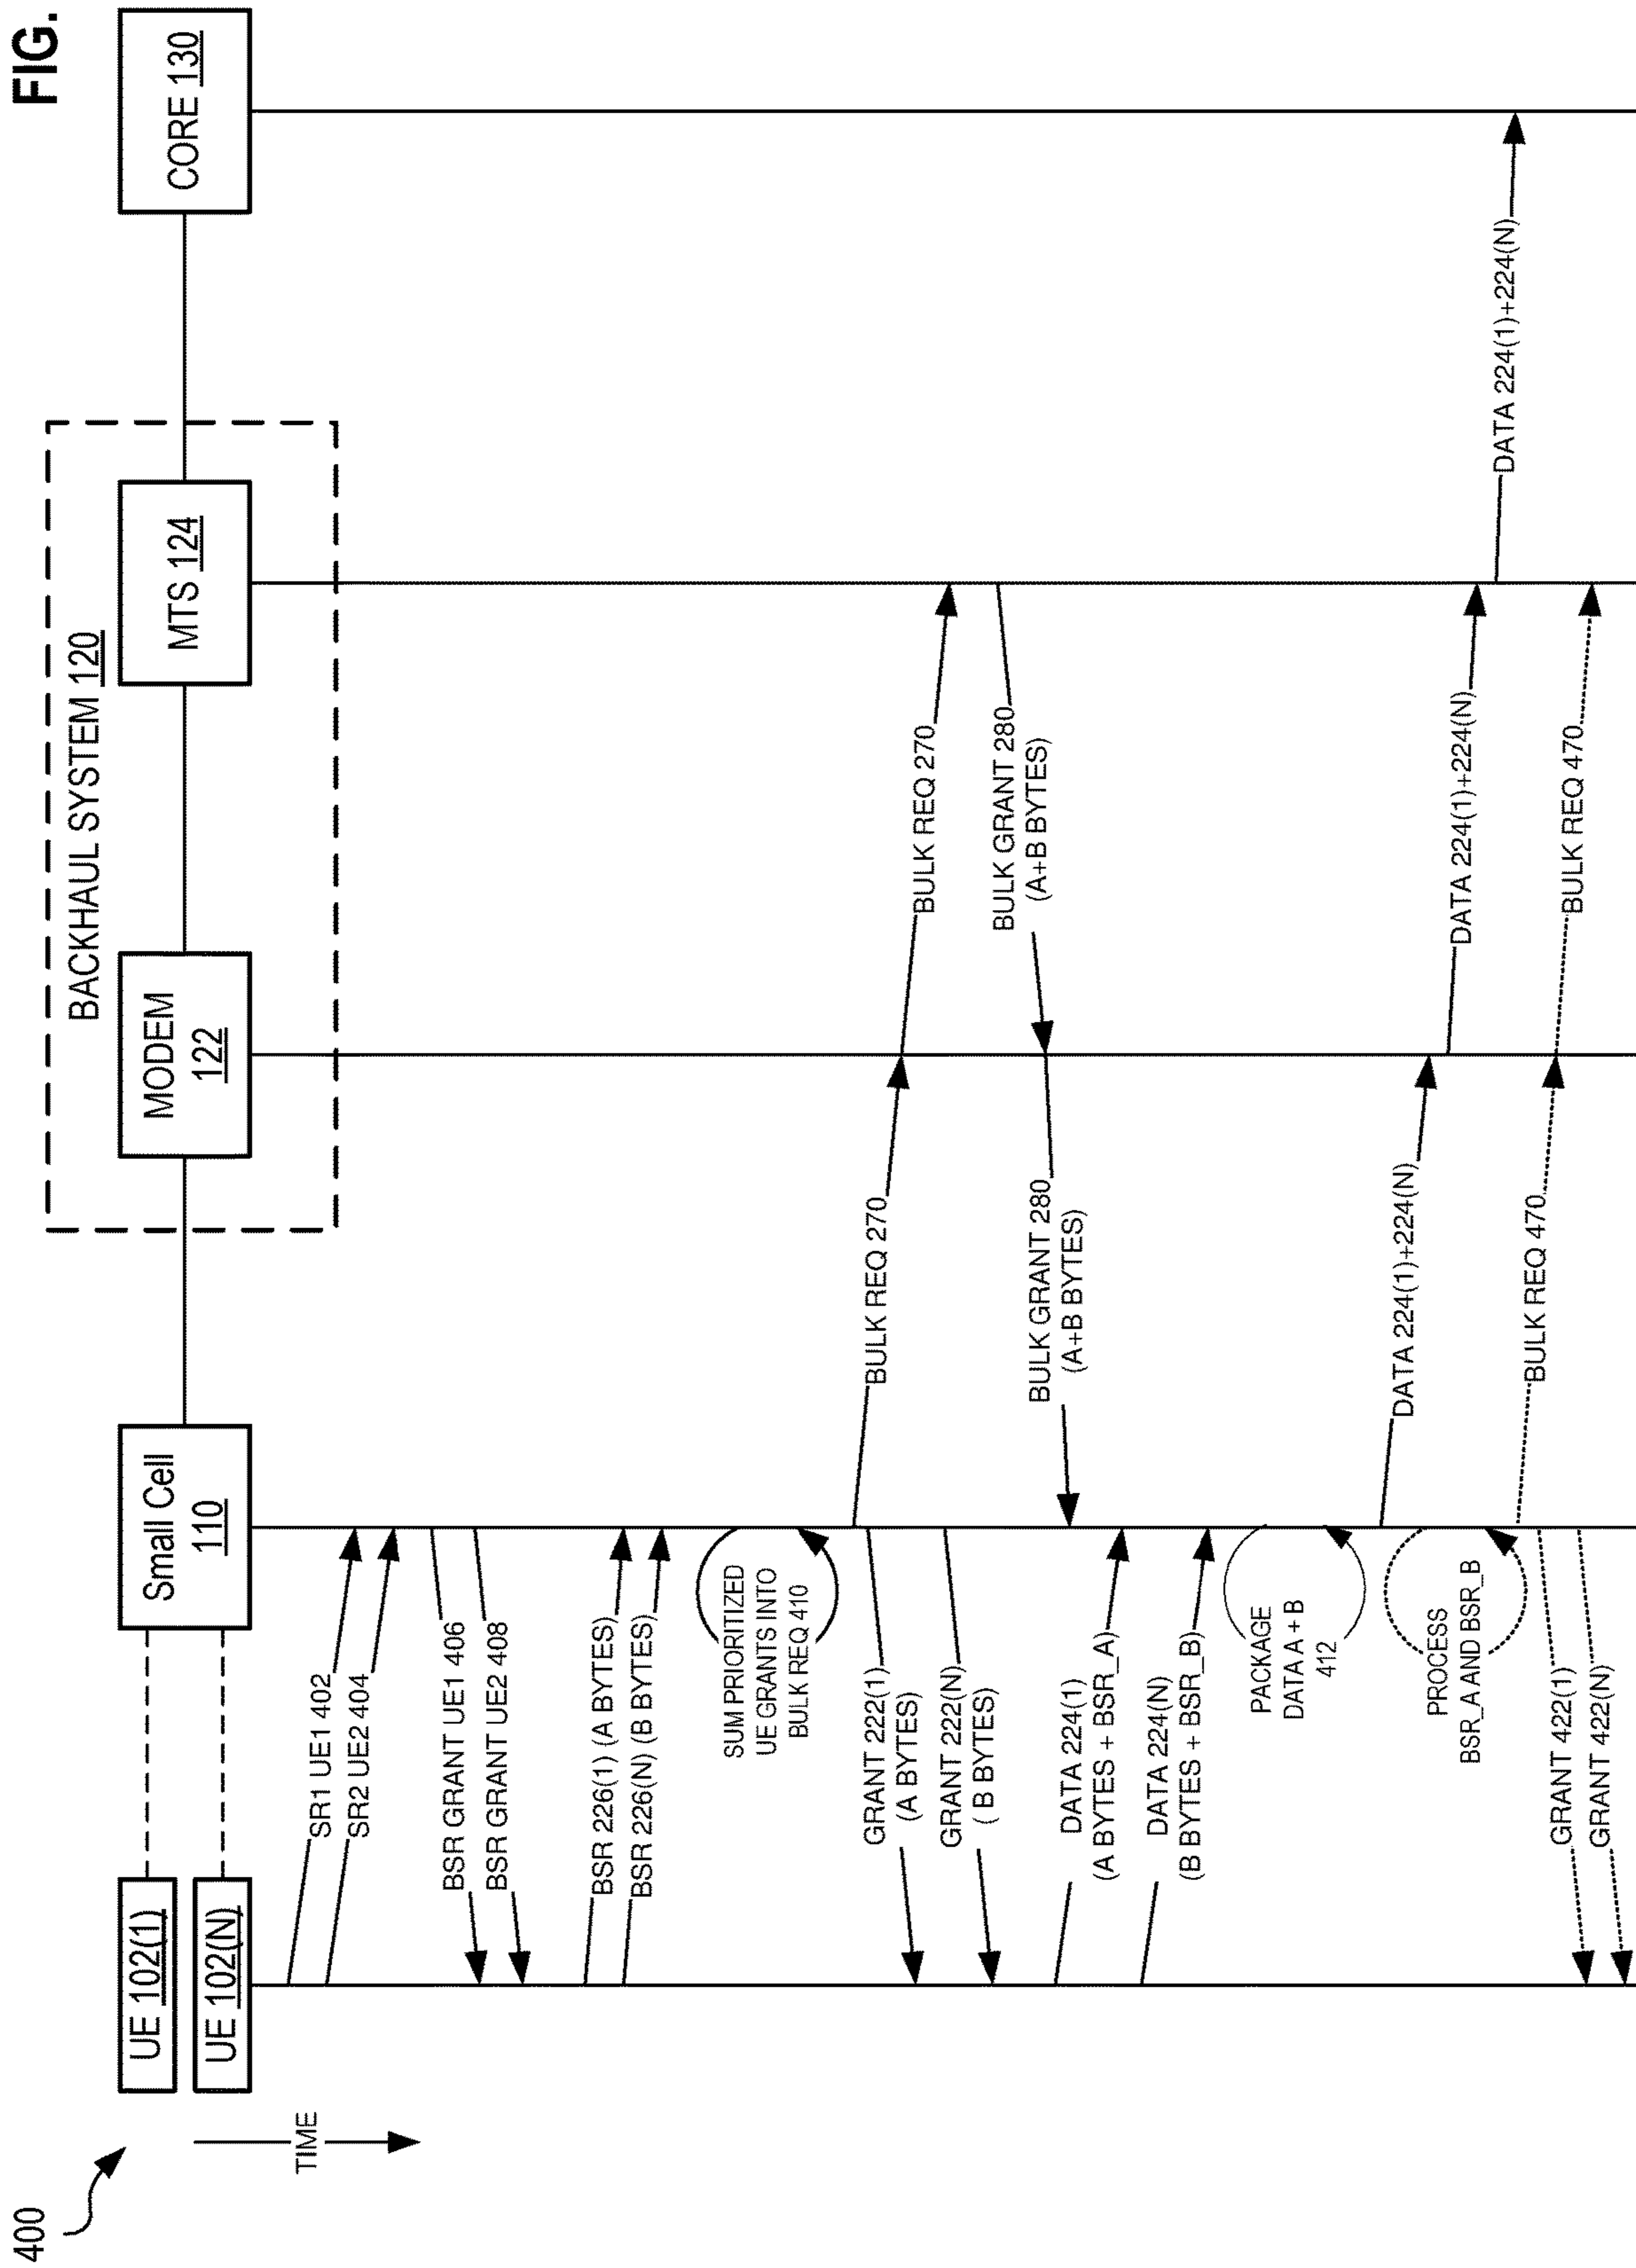 FIG.
400
BACKHAUL SYSTEM 120
UE 102(1)
UE 102(N)
Small Cell
110
MODEM
122
MTS 124
CORE 130
TIME
SR1 UE1 402
SR2 UE2 404
BSR GRANT UE1 406
BSR GRANT UE2 408
BSR 226(1) (A BYTES)
BSR 226(N) (B BYTES)
SUM PRIORITIZED
UE GRANTS INTO
BULK REQ 410
BULK REQ 270
BULK REQ 270
GRANT 222(1)
(A BYTES)
GRANT 222(N)
( B BYTES)
BULK GRANT 280
(A+B BYTES)
BULK GRANT 280
(A+B BYTES)
DATA 224(1)
(A BYTES + BSR_A)
DATA 224(N)
(B BYTES + BSR_B)
PACKAGE
DATA A + B
412
DATA 224(1)+224(N)
DATA 224(1)+224(N)
DATA 224(1)+224(N)
PROCESS
BSR_A AND BSR_B
BULK REQ 470
BULK REQ 470
GRANT 422(1)
GRANT 422(N)